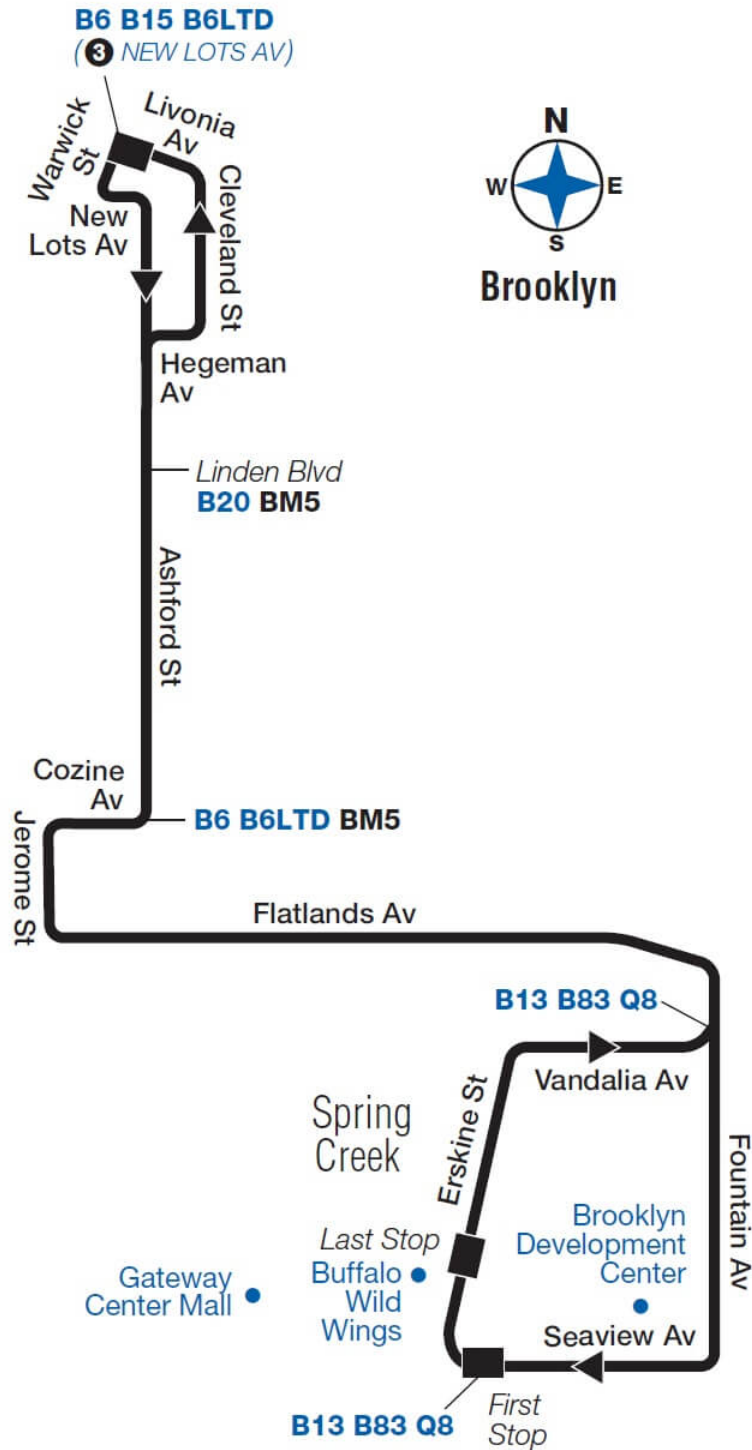 B6 B15 B6LTD
(3 NEW LOTS AV)
Livonia
Av
Warwick
St
Cleveland St
New
Lots Av
N
W
E
S
Brooklyn
Hegeman
Av
Linden Blvd
B20 BM5
Ashford St
Cozine
Av
B6 B6LTD BM5
Jerome St
Flatlands Av
B13 B83 Q8
Vandalia Av
Spring
Creek
Erskine St
Fountain Av
Last Stop
Buffalo
Wild
Wings
Brooklyn
Development
Center
Gateway
Center Mall
Seaview Av
B13 B83 Q8
First
Stop